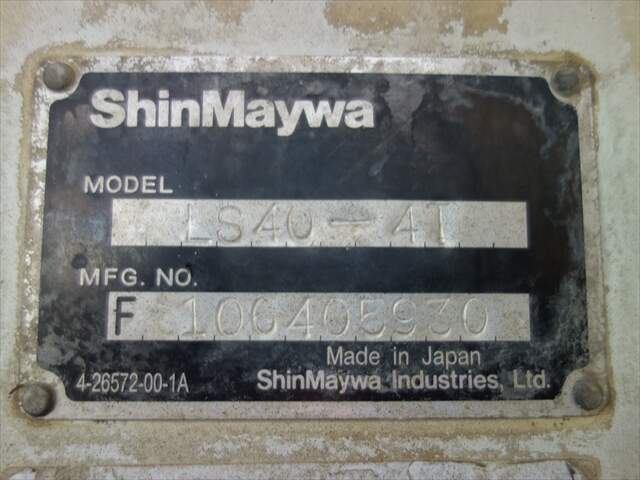 ShinMaywa
MODEL
LS40-4T
MFG. NO.
F 106405930
Made in Japan
4-26572-00-1A
ShinMaywa Industries, Ltd.